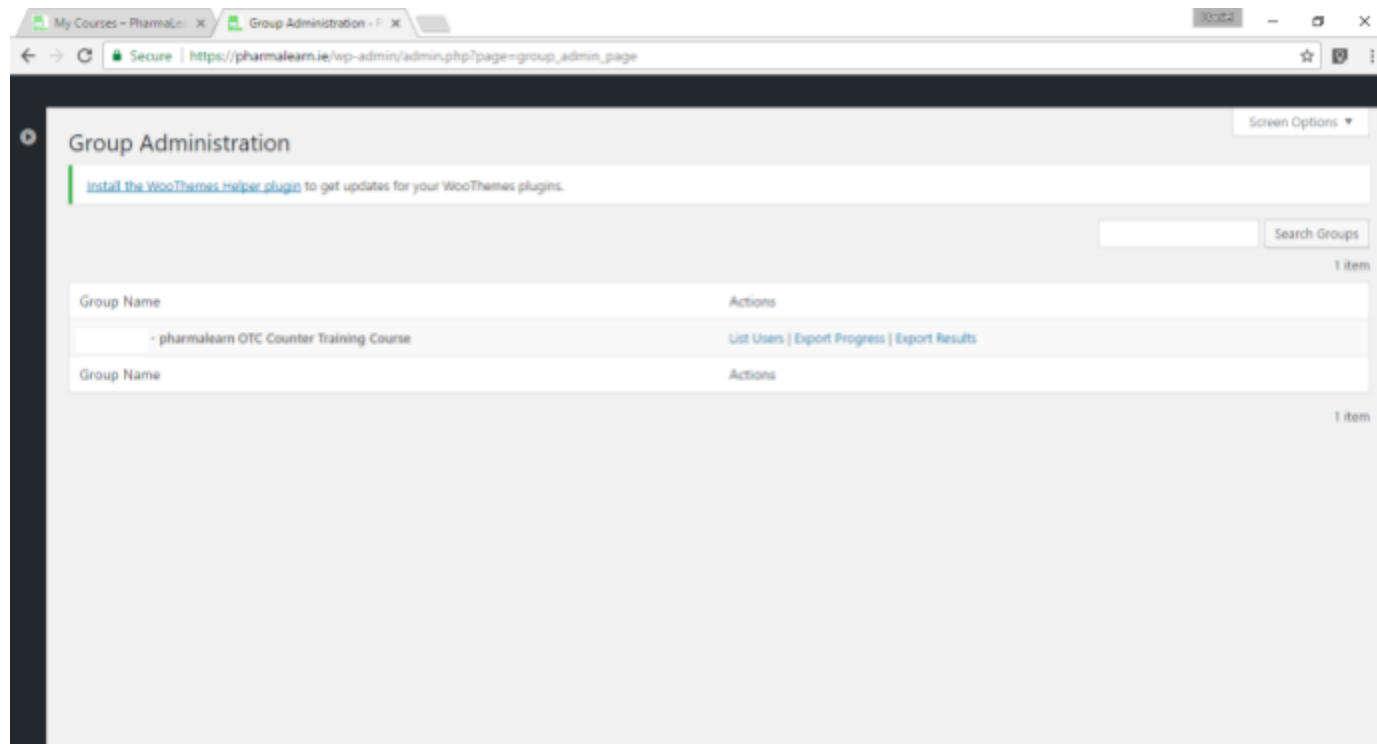 My Courses – PharmaLe
Group Administration - P
Secure | https://pharmalearn.ie/wp-admin/admin.php?page=group_admin_page
Screen Options ▼
Group Administration
Install the WooThemes Helper plugin to get updates for your WooThemes plugins.
Search Groups
1 item
Group Name Actions
- pharmalearn OTC Counter Training Course List Users | Export Progress | Export Results
Group Name Actions
1 item